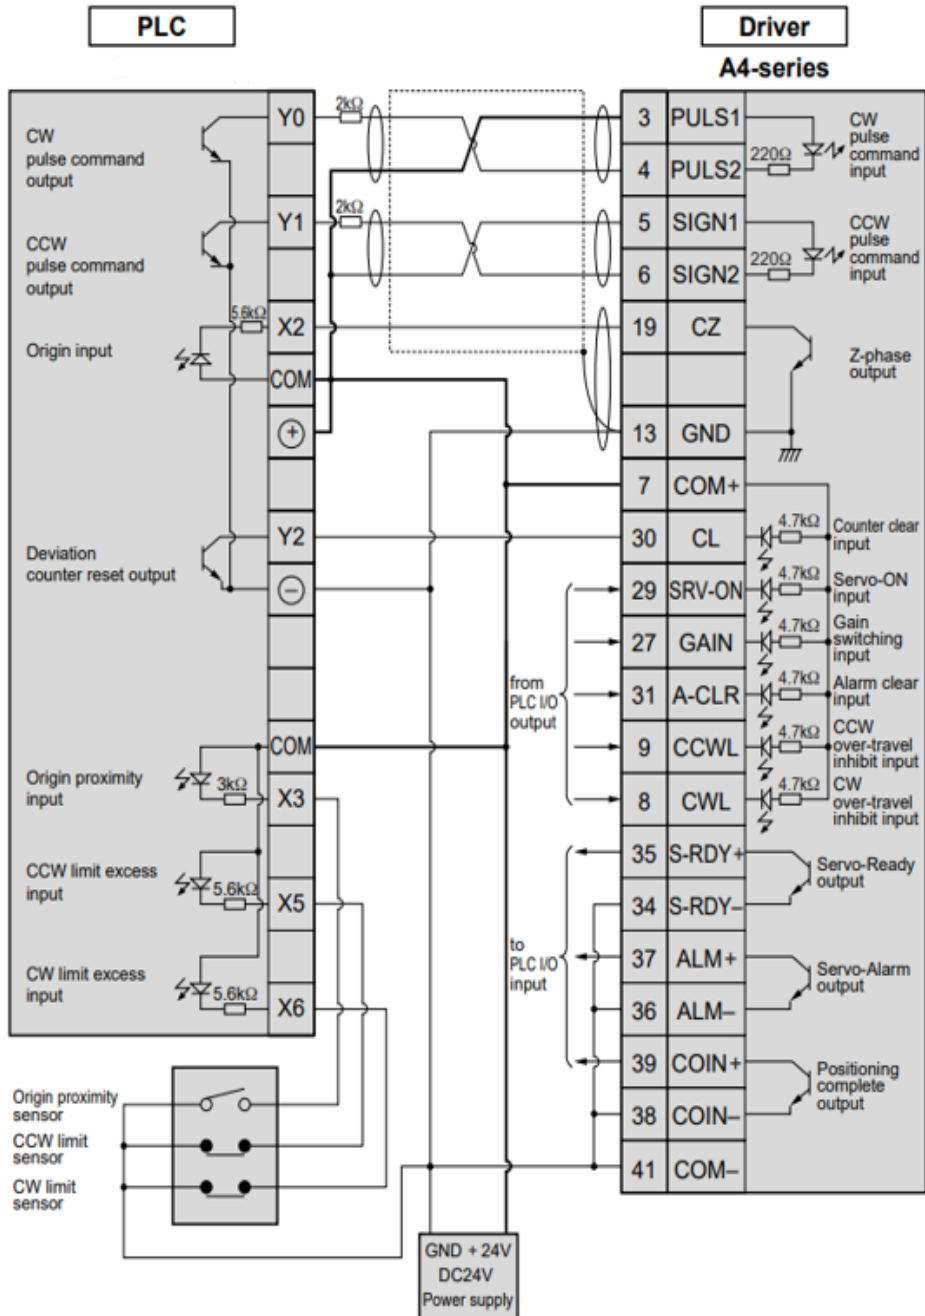 PLC
Driver
A4-series
CW
pulse command
output
Y0
2kΩ
3
PULS1
CW
pulse
command
input
220Ω
4
PULS2
CCW
pulse command
output
Y1
2kΩ
5
SIGN1
CCW
pulse
command
input
220Ω
6
SIGN2
Origin input
5.6kΩ
X2
19
CZ
Z-phase
output
COM
+
13
GND
7
COM+
Deviation
counter reset output
Y2
30
CL
4.7kΩ
Counter clear
input
−
29
SRV-ON
4.7kΩ
Servo-ON
input
27
GAIN
4.7kΩ
Gain
switching
input
from
PLC I/O
output
31
A-CLR
4.7kΩ
Alarm clear
input
COM
9
CCWL
4.7kΩ
CCW
over-travel
inhibit input
Origin proximity
input
3kΩ
X3
8
CWL
4.7kΩ
CW
over-travel
inhibit input
35
S-RDY+
Servo-Ready
output
CCW limit excess
input
5.6kΩ
X5
34
S-RDY–
to
PLC I/O
input
37
ALM+
Servo-Alarm
output
CW limit excess
input
5.6kΩ
X6
36
ALM–
39
COIN+
Positioning
complete
output
38
COIN–
41
COM–
Origin proximity
sensor
CCW limit
sensor
CW limit
sensor
GND + 24V
DC24V
Power supply